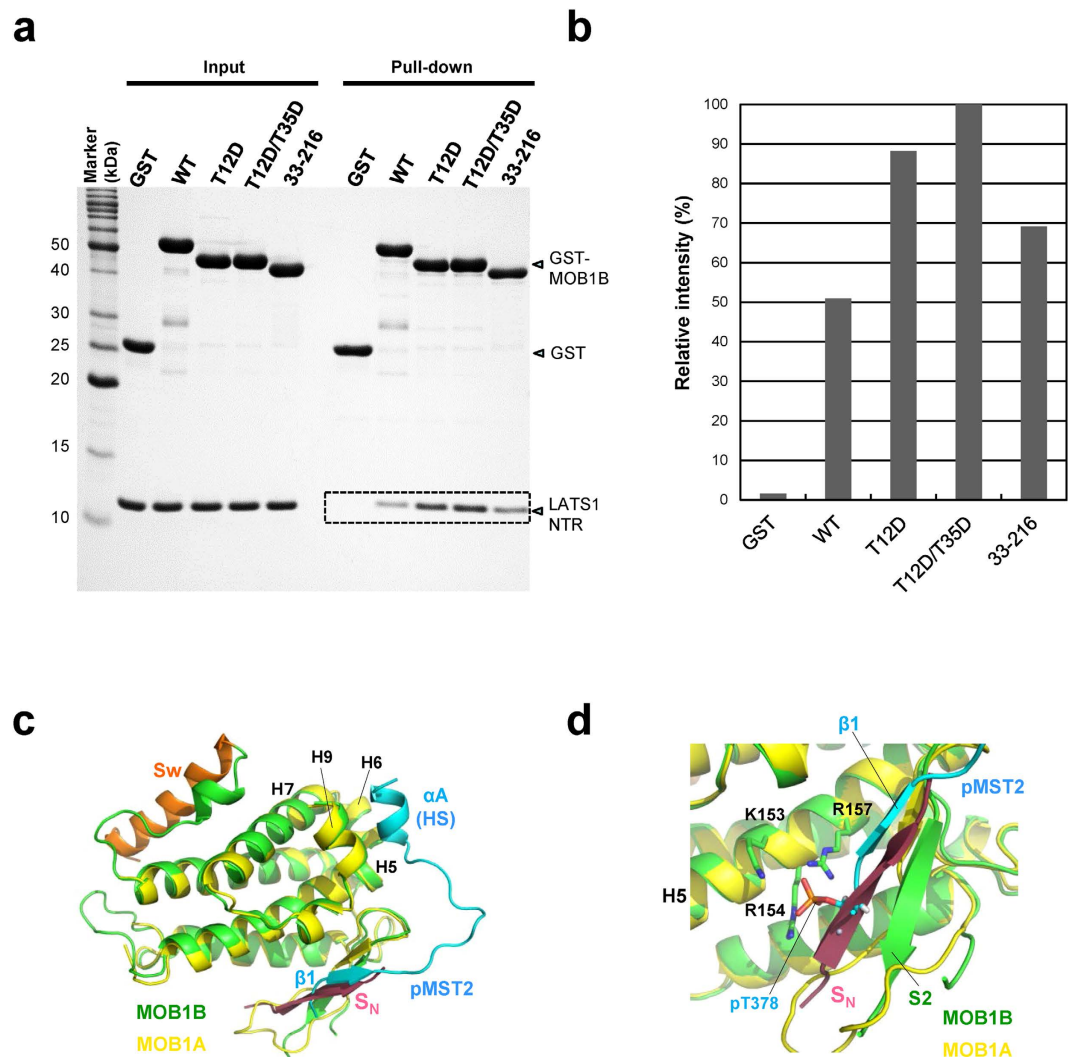 a
Input
Pull-down
Marker
(kDa)
GST
WT
T12D
T12D/T35D
33-216
GST
WT
T12D
T12D/T35D
33-216
50
40
30
25
20
15
10
GST-
MOB1B
GST
LATS1
NTR
b
Relative intensity (%)
100
90
80
70
60
50
40
30
20
10
0
GST
WT
T12D
T12D/T35D
33-216
c
Sw
H7
H9
H6
αA
(HS)
H5
β1
SN
pMST2
MOB1B
MOB1A
d
β1
pMST2
K153
R157
H5
R154
pT378
SN
S2
MOB1B
MOB1A